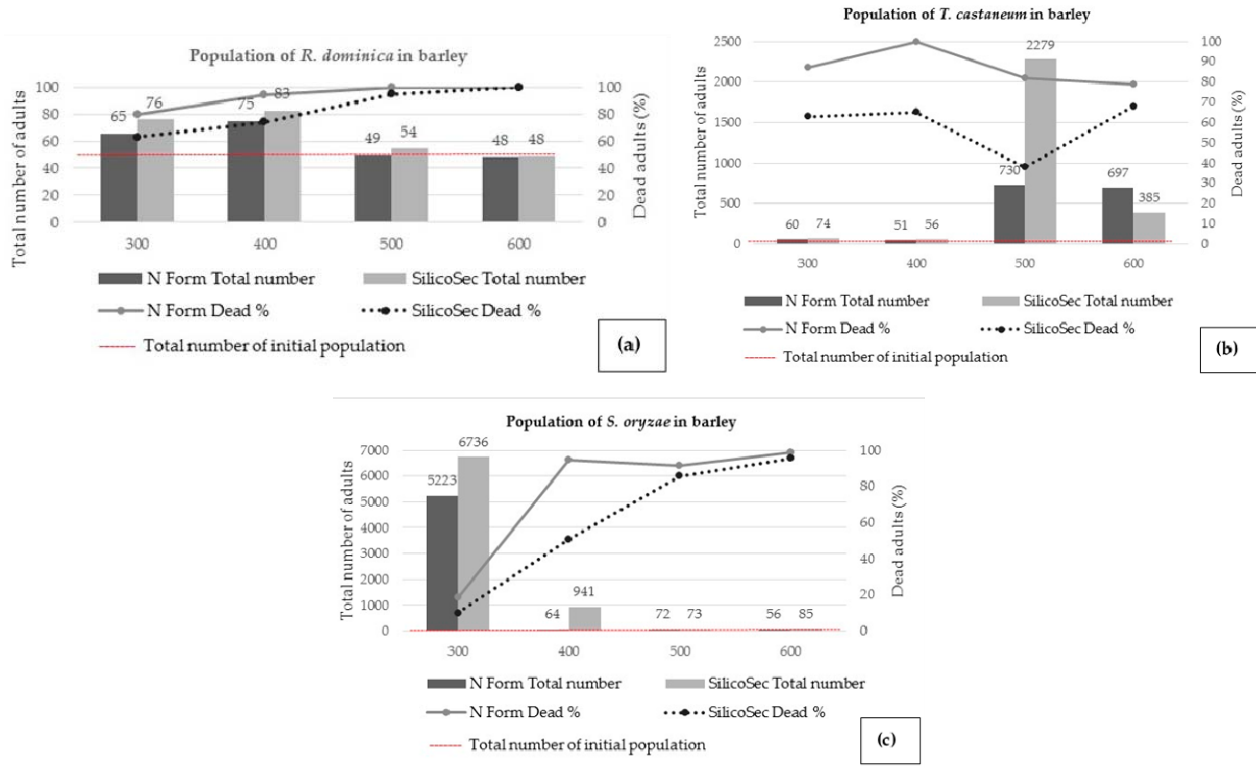 Population of R. dominica in barley
Total number of adults
100
80
60
40
20
0
65
76
75
83
49
54
48
48
100
80
60
40
20
0
Dead adults (%)
300
400
500
600
N Form Total number
SilicoSec Total number
N Form Dead %
SilicoSec Dead %
Total number of initial population
(a)
Population of T. castaneum in barley
Total number of adults
2500
2000
1500
1000
500
0
60
74
51
56
730
2279
697
385
100
90
80
70
60
50
40
30
20
10
0
Dead adults (%)
300
400
500
600
N Form Total number
SilicoSec Total number
N Form Dead %
SilicoSec Dead %
Total number of initial population
(b)
Population of S. oryzae in barley
Total number of adults
7000
6000
5000
4000
3000
2000
1000
0
5223
6736
64
941
72
73
56
85
100
80
60
40
20
0
Dead adults (%)
300
400
500
600
N Form Total number
SilicoSec Total number
N Form Dead %
SilicoSec Dead %
Total number of initial population
(c)